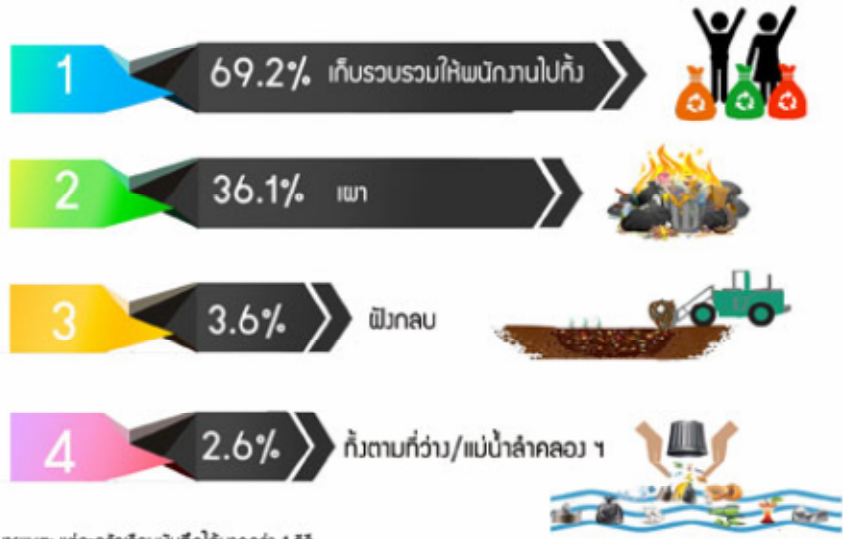 1
69.2% เก็บรวบรวมให้พนักงานไปทิ้ง
2
36.1% เผา
3
3.6% ฝังกลบ
4
2.6% ทิ้งตามที่ว่าง/แม่น้ำลำคลอง ฯ